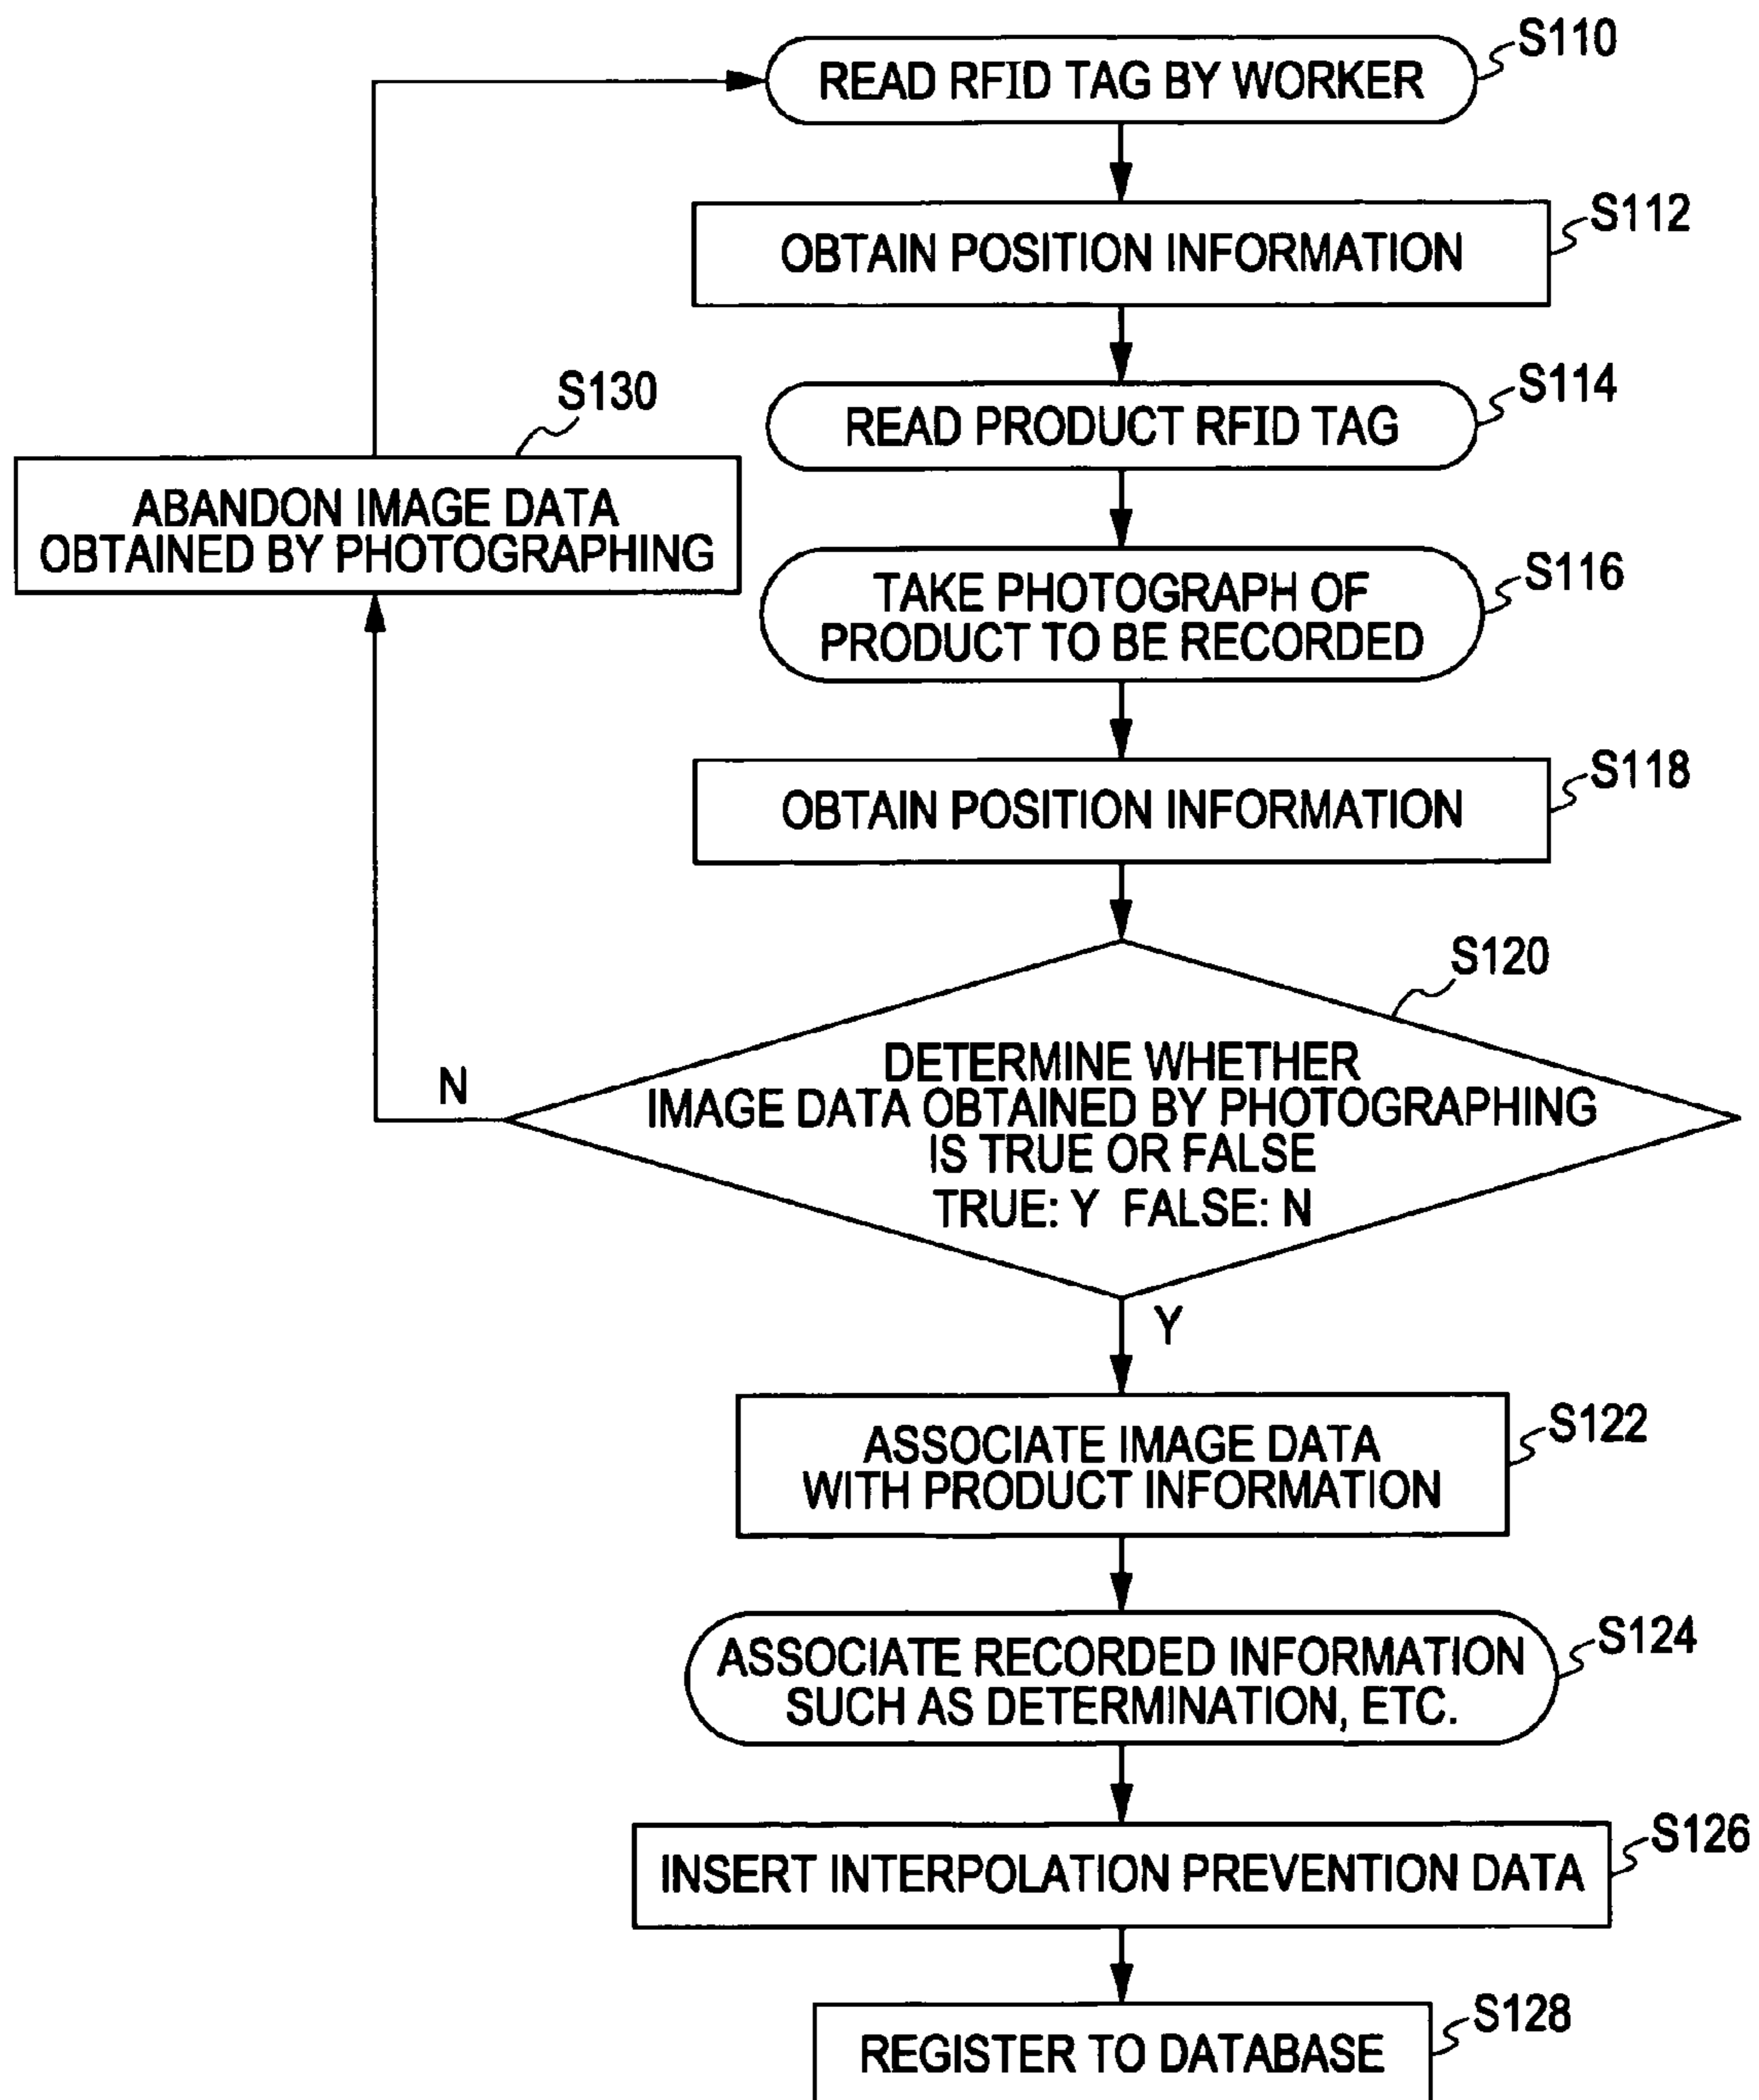 S110
READ RFID TAG BY WORKER
S112
OBTAIN POSITION INFORMATION
S114
READ PRODUCT RFID TAG
S130
ABANDON IMAGE DATA
OBTAINED BY PHOTOGRAPHING
S116
TAKE PHOTOGRAPH OF
PRODUCT TO BE RECORDED
S118
OBTAIN POSITION INFORMATION
S120
DETERMINE WHETHER
IMAGE DATA OBTAINED BY PHOTOGRAPHING
IS TRUE OR FALSE
TRUE: Y FALSE: N
N
Y
S122
ASSOCIATE IMAGE DATA
WITH PRODUCT INFORMATION
S124
ASSOCIATE RECORDED INFORMATION
SUCH AS DETERMINATION, ETC.
S126
INSERT INTERPOLATION PREVENTION DATA
S128
REGISTER TO DATABASE